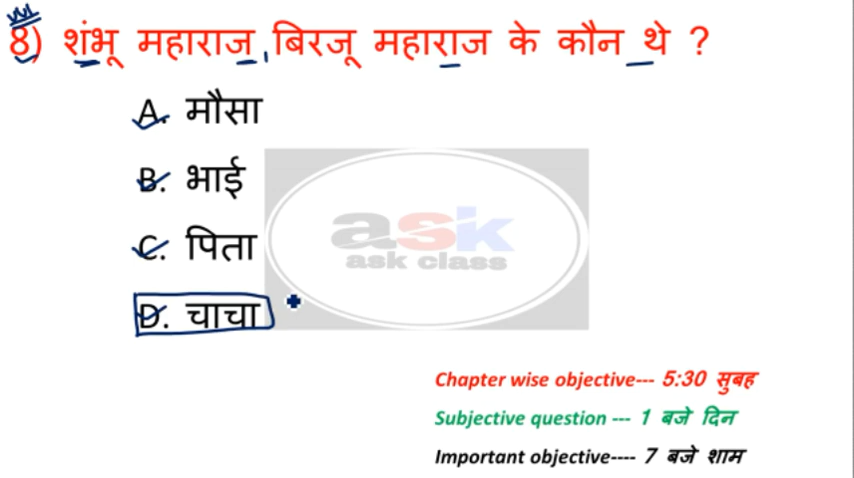 8) शंभू महाराज ,बिरजू महाराज के कौन थे ?
A. मौसा
B. भाई
C. पिता
D. चाचा
ask
ask class
Chapter wise objective--- 5:30 सुबह
Subjective question --- 1 बजे दिन
Important objective---- 7 बजे शाम